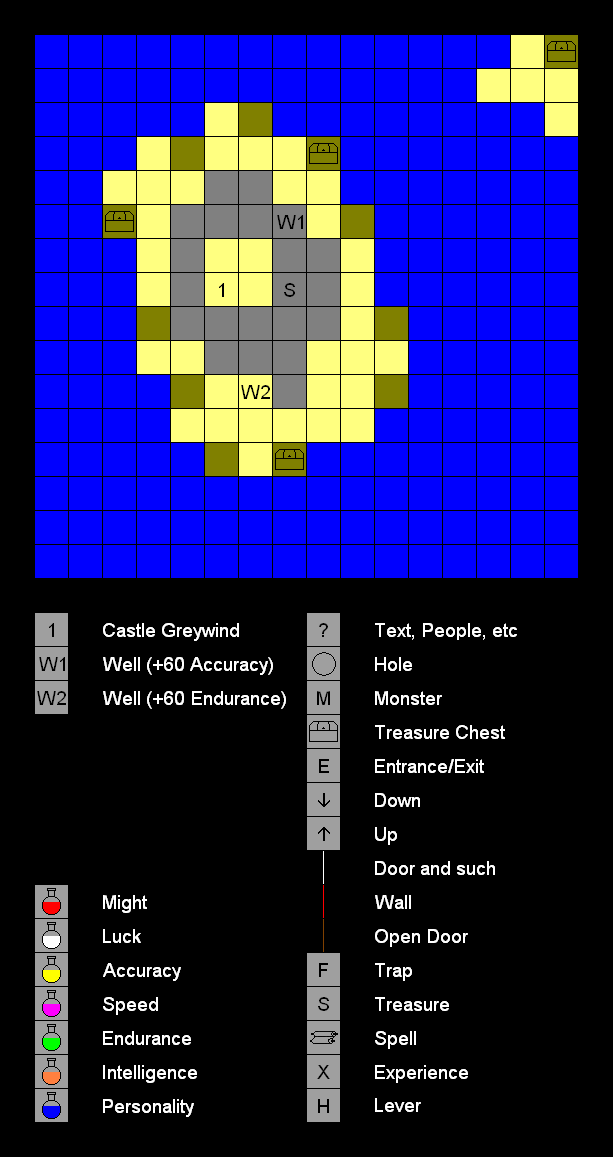 W1
1
S
W2
1 Castle Greywind
? Text, People, etc
W1 Well (+60 Accuracy)
Hole
W2 Well (+60 Endurance)
M Monster
Treasure Chest
E Entrance/Exit
↓ Down
↑ Up
Door and such
Might
Wall
Luck
Open Door
Accuracy
F Trap
Speed
S Treasure
Endurance
Spell
Intelligence
X Experience
Personality
H Lever